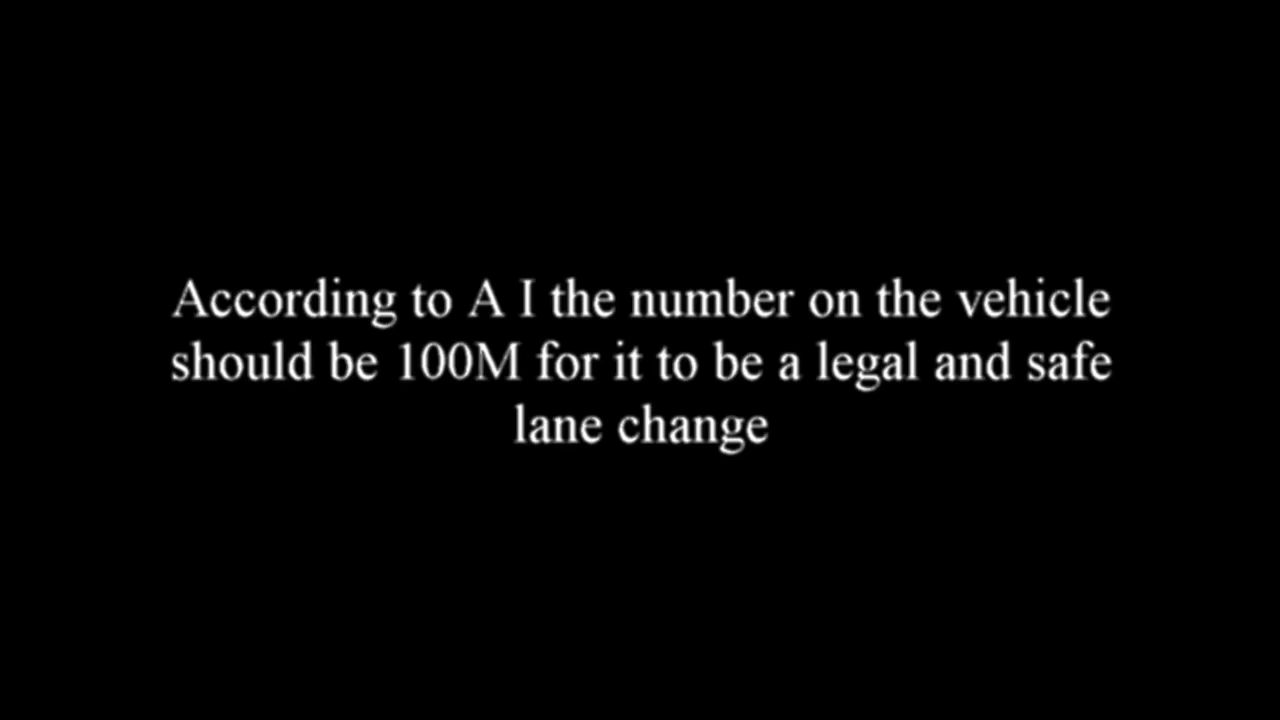 According to A I the number on the vehicle
should be 100M for it to be a legal and safe
lane change